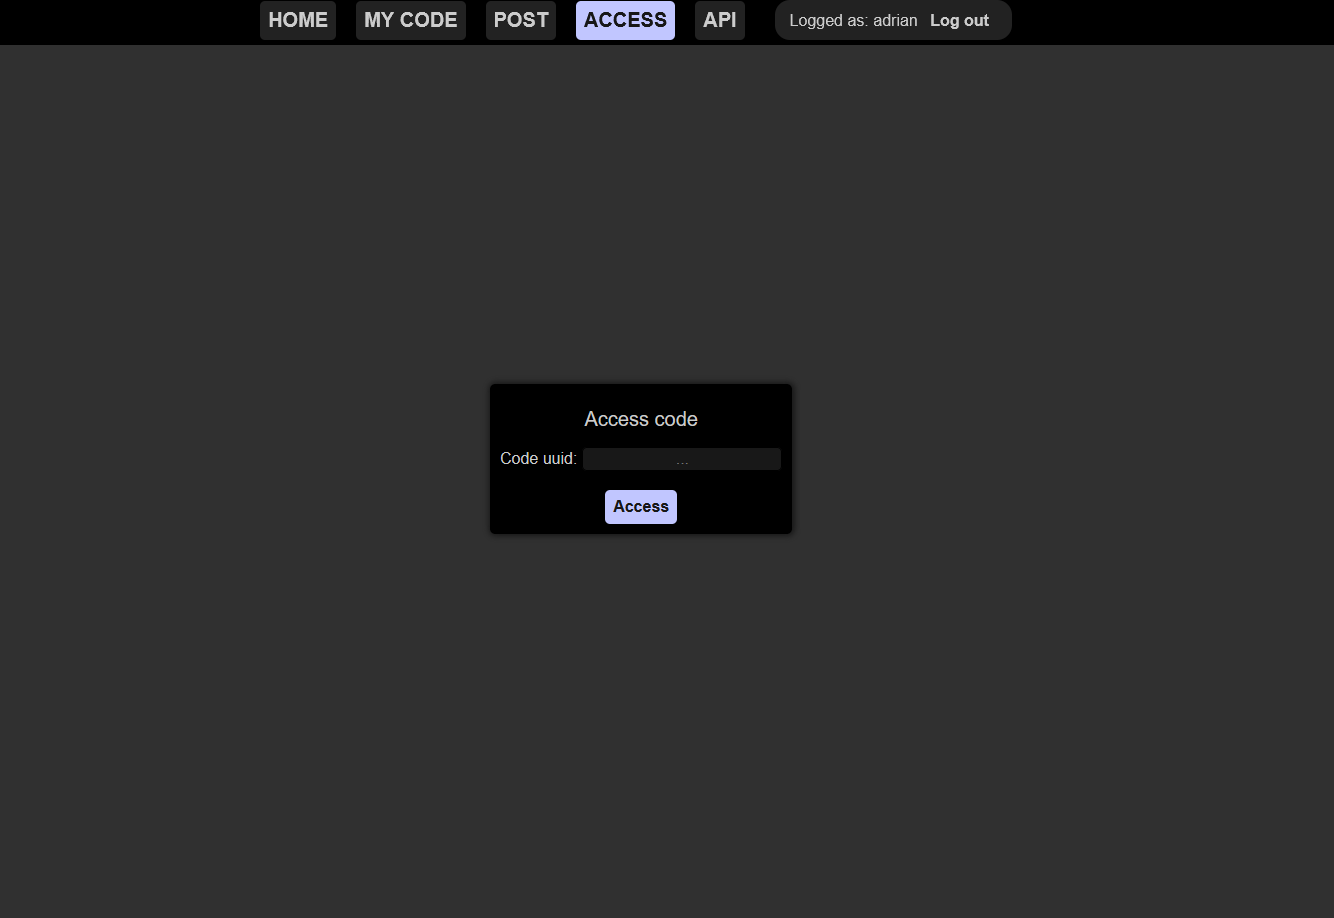 HOME MY CODE POST ACCESS API Logged as: adrian Log out
Access code
Code uuid: ...
Access